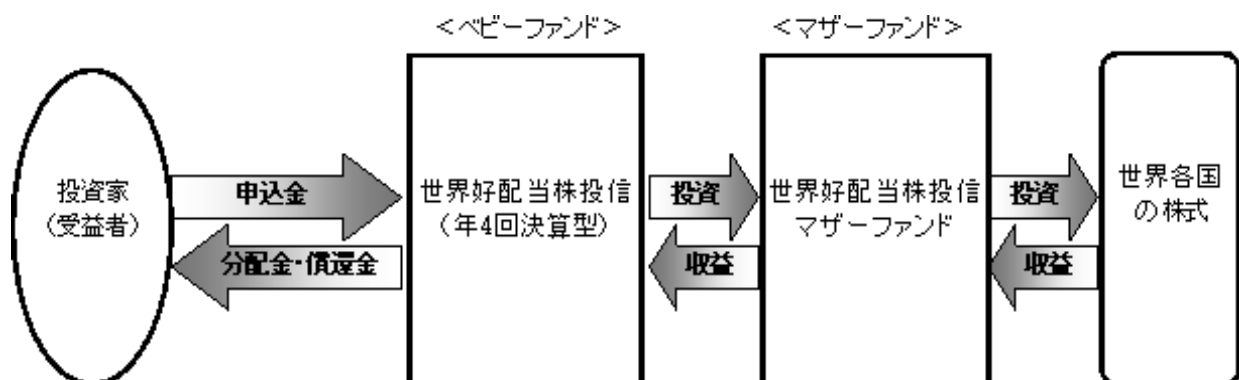 <ベビーファンド>
<マザーファンド>
投資家
(受益者)
申込金
分配金・償還金
世界好配当株投信
(年4回決算型)
投資
収益
世界好配当株投信
マザーファンド
投資
収益
世界各国
の株式